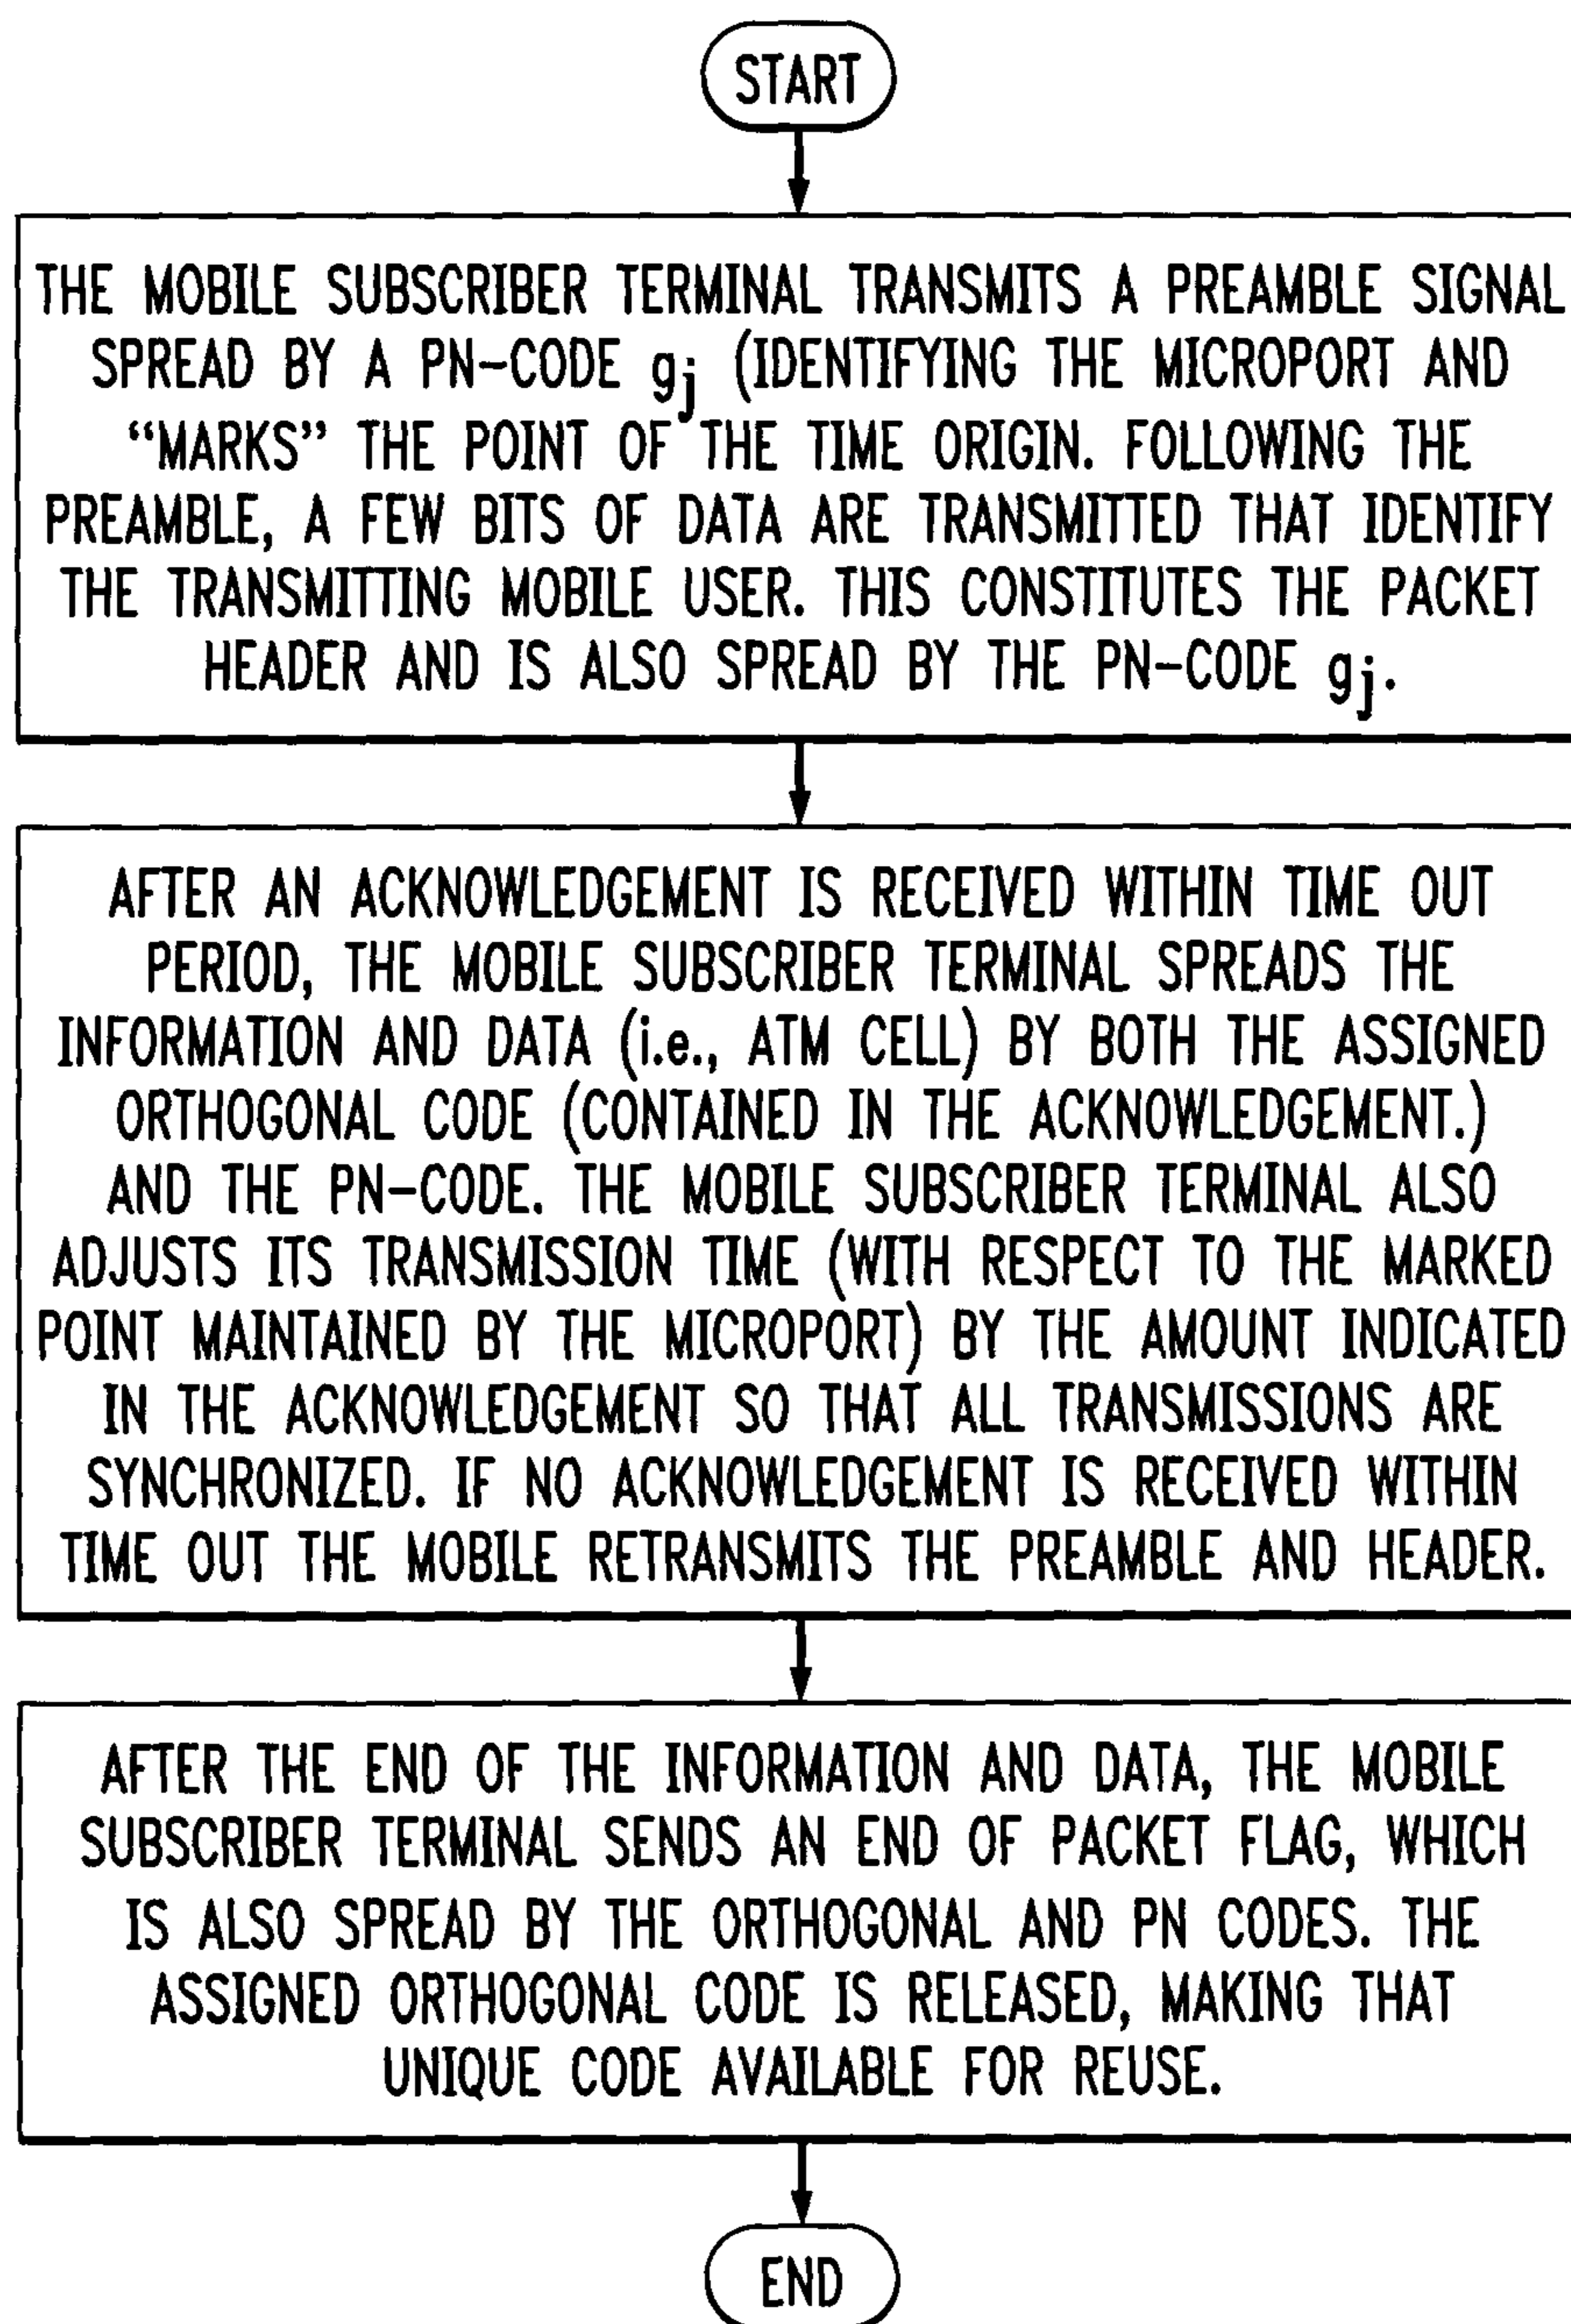 START
THE MOBILE SUBSCRIBER TERMINAL TRANSMITS A PREAMBLE SIGNAL
SPREAD BY A PN-CODE gj (IDENTIFYING THE MICROPORT AND
“MARKS” THE POINT OF THE TIME ORIGIN. FOLLOWING THE
PREAMBLE, A FEW BITS OF DATA ARE TRANSMITTED THAT IDENTIFY
THE TRANSMITTING MOBILE USER. THIS CONSTITUTES THE PACKET
HEADER AND IS ALSO SPREAD BY THE PN-CODE gj.
AFTER AN ACKNOWLEDGEMENT IS RECEIVED WITHIN TIME OUT
PERIOD, THE MOBILE SUBSCRIBER TERMINAL SPREADS THE
INFORMATION AND DATA (i.e., ATM CELL) BY BOTH THE ASSIGNED
ORTHOGONAL CODE (CONTAINED IN THE ACKNOWLEDGEMENT.)
AND THE PN-CODE. THE MOBILE SUBSCRIBER TERMINAL ALSO
ADJUSTS ITS TRANSMISSION TIME (WITH RESPECT TO THE MARKED
POINT MAINTAINED BY THE MICROPORT) BY THE AMOUNT INDICATED
IN THE ACKNOWLEDGEMENT SO THAT ALL TRANSMISSIONS ARE
SYNCHRONIZED. IF NO ACKNOWLEDGEMENT IS RECEIVED WITHIN
TIME OUT THE MOBILE RETRANSMITS THE PREAMBLE AND HEADER.
AFTER THE END OF THE INFORMATION AND DATA, THE MOBILE
SUBSCRIBER TERMINAL SENDS AN END OF PACKET FLAG, WHICH
IS ALSO SPREAD BY THE ORTHOGONAL AND PN CODES. THE
ASSIGNED ORTHOGONAL CODE IS RELEASED, MAKING THAT
UNIQUE CODE AVAILABLE FOR REUSE.
END